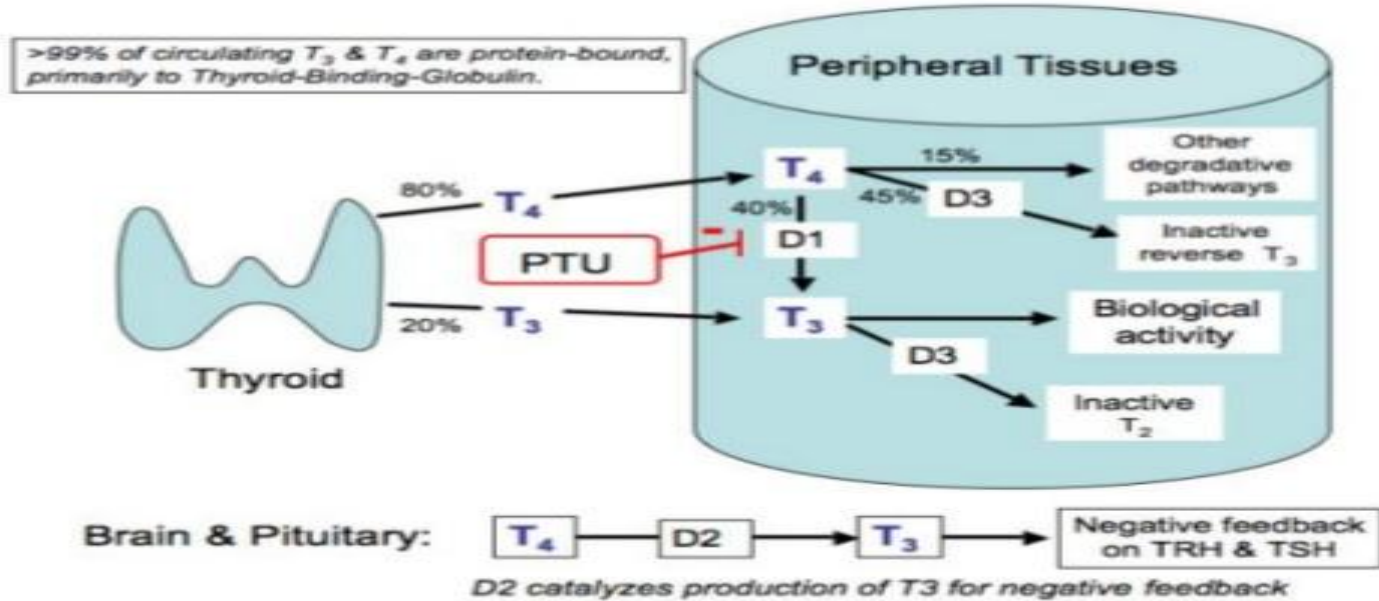 >99% of circulating T₃ & T₄ are protein-bound,
primarily to Thyroid-Binding-Globulin.
Peripheral Tissues
80%
T₄
T₄
15%
Other
degradative
pathways
45%
D3
40%
D1
Inactive
reverse T₃
-
PTU
20%
T₃
T₃
Biological
activity
D3
Inactive
T₂
Thyroid
Brain & Pituitary:
T₄
D2
T₃
Negative feedback
on TRH & TSH
D2 catalyzes production of T3 for negative feedback